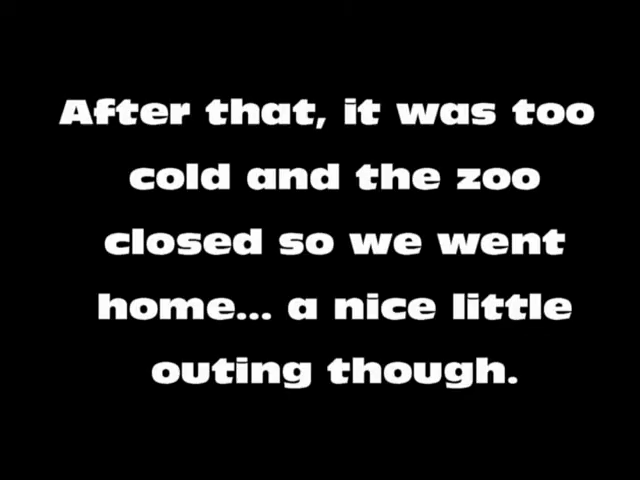 After that, it was too
cold and the zoo
closed so we went
home... a nice little
outing though.